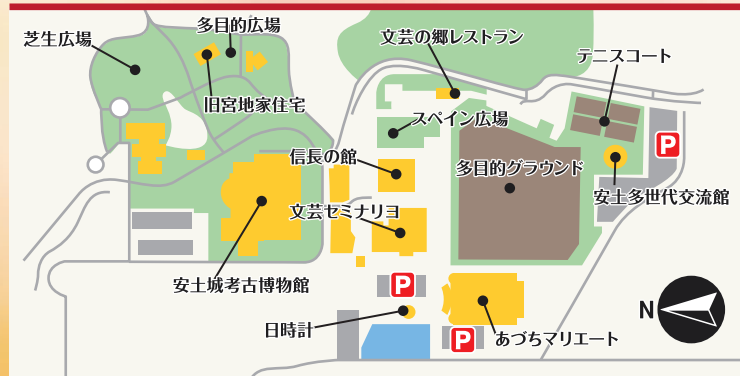 芝生広場
多目的広場
文芸の郷レストラン
テニスコート
旧宮地家住宅
スペイン広場
P
信長の館
多目的グラウンド
安土多世代交流館
文芸セミナリヨ
安土城考古博物館
P
N
日時計
P
あづちマリエート